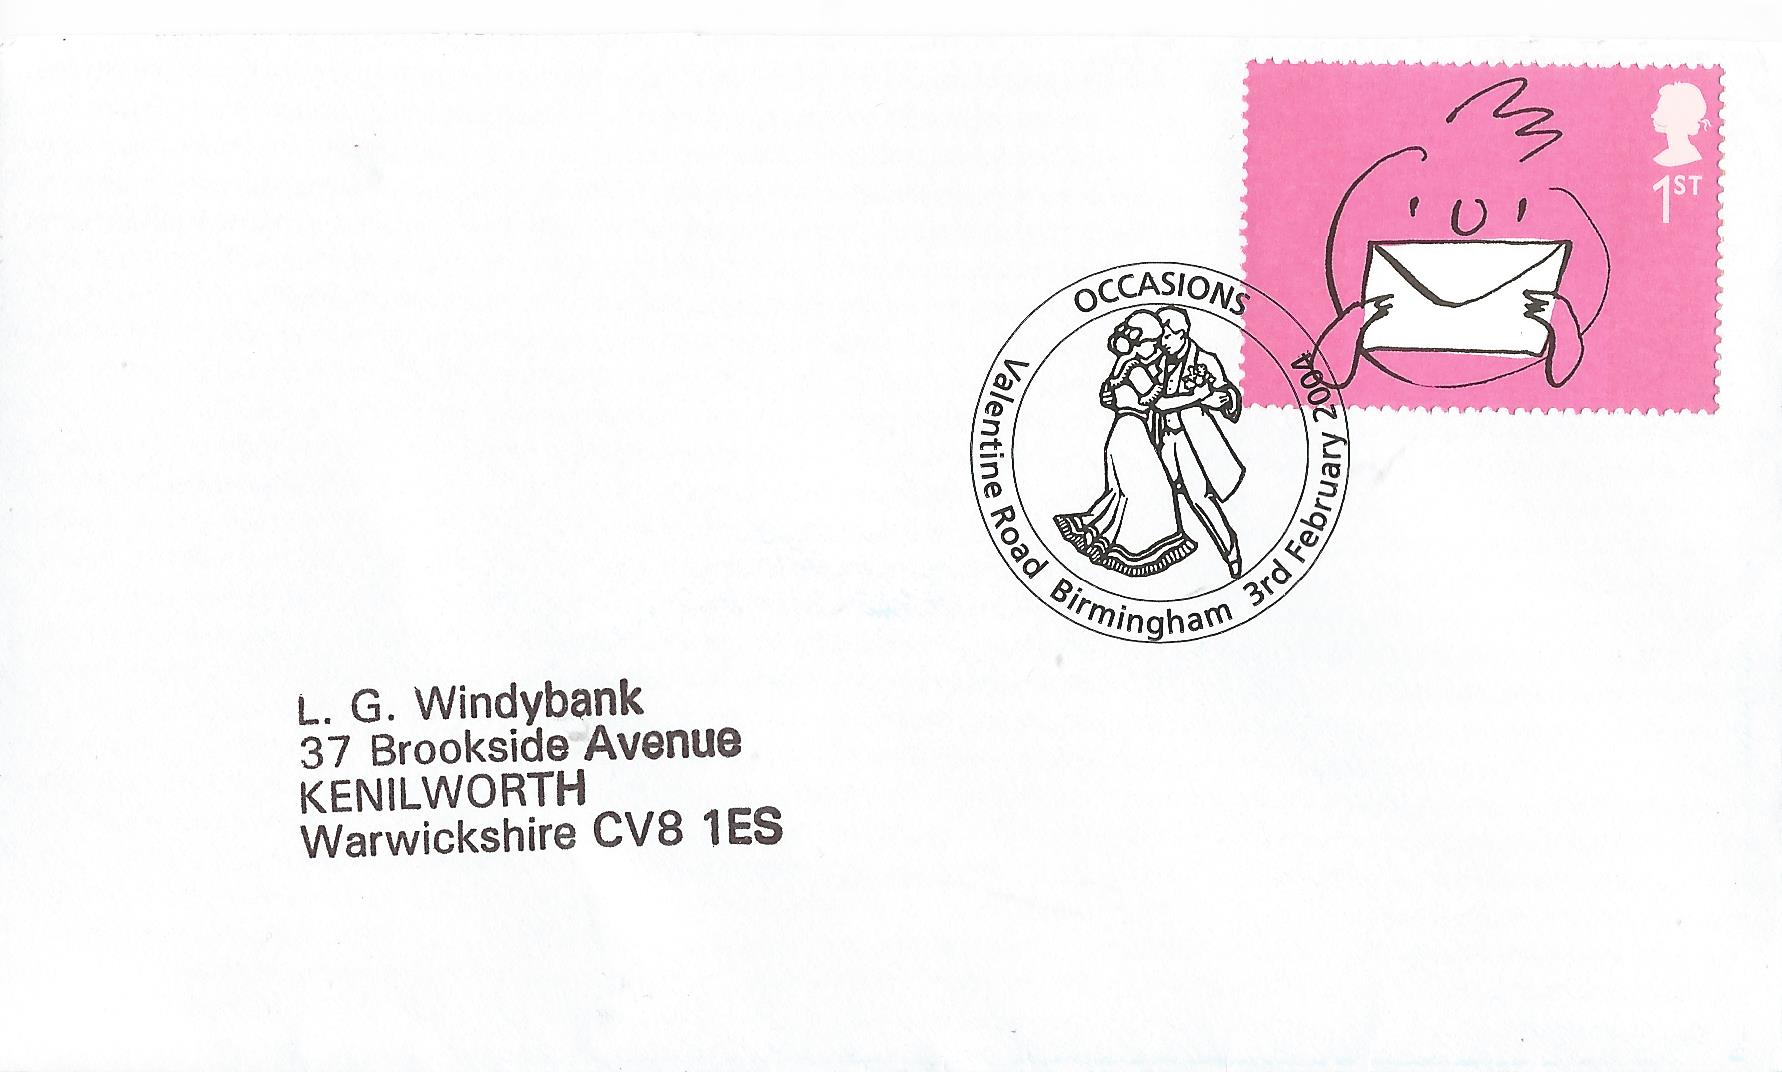 1ST
OCCASIONS
Valentine Road Birmingham 3rd February 2004
L. G. Windybank
37 Brookside Avenue
KENILWORTH
Warwickshire CV8 1ES